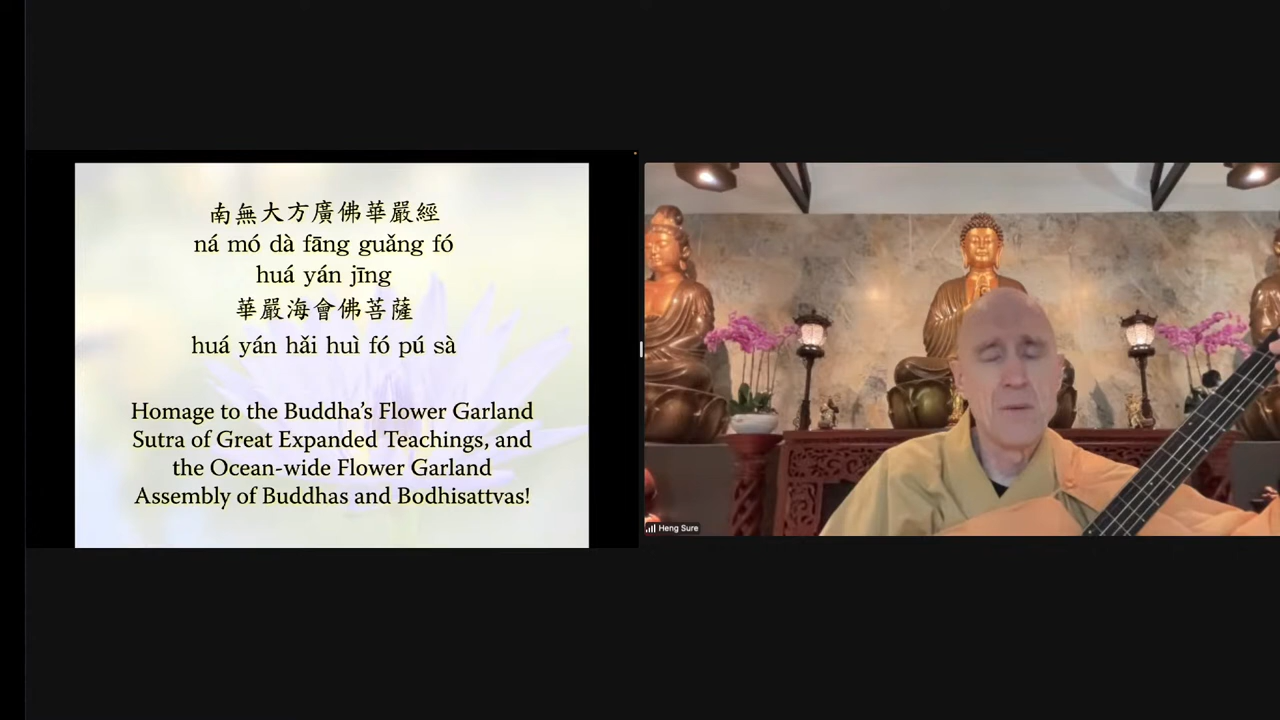 南無大方廣佛華嚴經
ná mó dà fāng guǎng fó
huá yán jīng
華嚴海會佛菩薩
huá yán hǎi huì fó pú sà
Homage to the Buddha's Flower Garland
Sutra of Great Expanded Teachings, and
the Ocean-wide Flower Garland
Assembly of Buddhas and Bodhisattvas!
Heng Sure